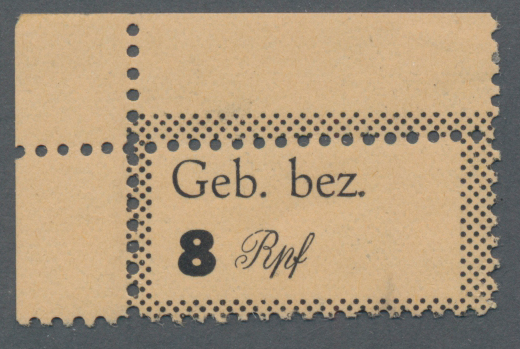 Geb. bez.
8 Rpf